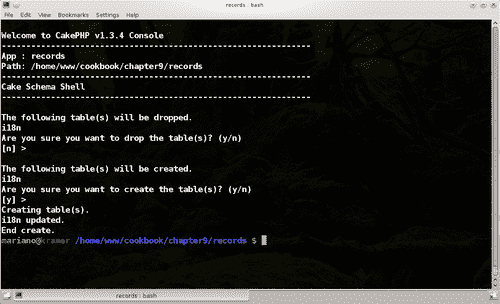 records : bash
File Edit View Bookmarks Settings Help
Welcome to CakePHP v1.3.4 Console
---------------------------------------------------------------
App : records
Path: /home/www/cookbook/chapter9/records
---------------------------------------------------------------
Cake Schema Shell
---------------------------------------------------------------
The following table(s) will be dropped.
i18n
Are you sure you want to drop the table(s)? (y/n)
[n] >
The following table(s) will be created.
i18n
Are you sure you want to create the table(s)? (y/n)
[y] >
Creating table(s).
i18n updated.
End create.
mariano@kramer /home/www/cookbook/chapter9/records $
records : bash